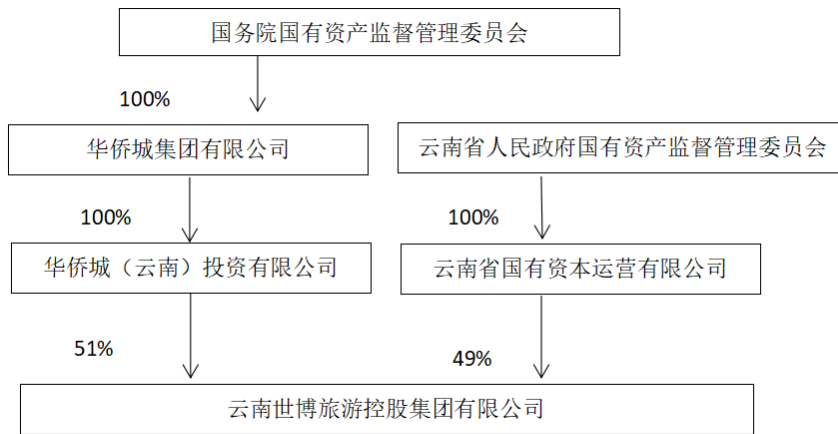 国务院国有资产监督管理委员会
100%
华侨城集团有限公司
云南省人民政府国有资产监督管理委员会
100%
100%
华侨城（云南）投资有限公司
云南省国有资本运营有限公司
51%
49%
云南世博旅游控股集团有限公司